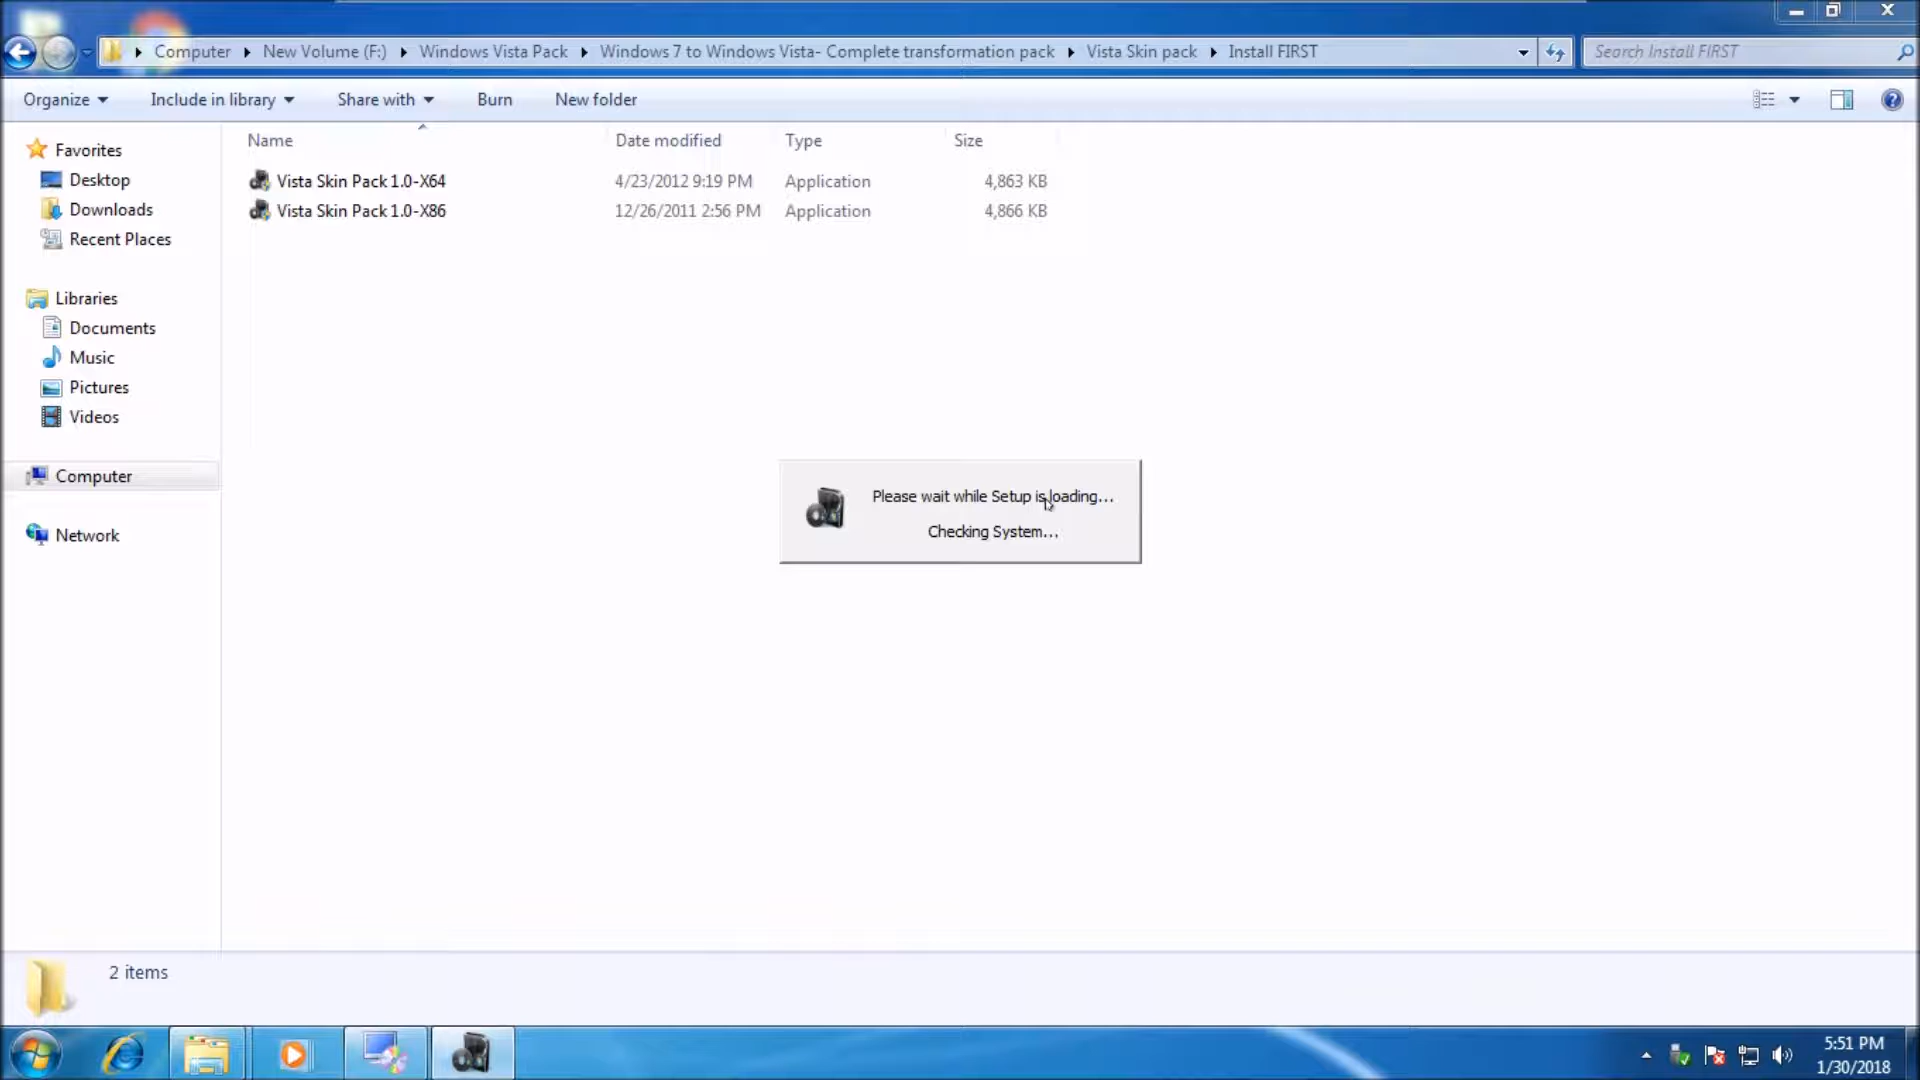 Computer New Volume (F:) Windows Vista Pack Windows 7 to Windows Vista- Complete transformation pack Vista Skin pack Install FIRST Search Install FIRST
Organize Include in library Share with Burn New folder
Name Date modified Type Size
Favorites
Desktop
Downloads
Recent Places
Libraries
Documents
Music
Pictures
Videos
Computer
Network
Vista Skin Pack 1.0-X64 4/23/2012 9:19 PM Application 4,863 KB
Vista Skin Pack 1.0-X86 12/26/2011 2:56 PM Application 4,866 KB
Please wait while Setup is loading...
Checking System...
2 items
5:51 PM
1/30/2018